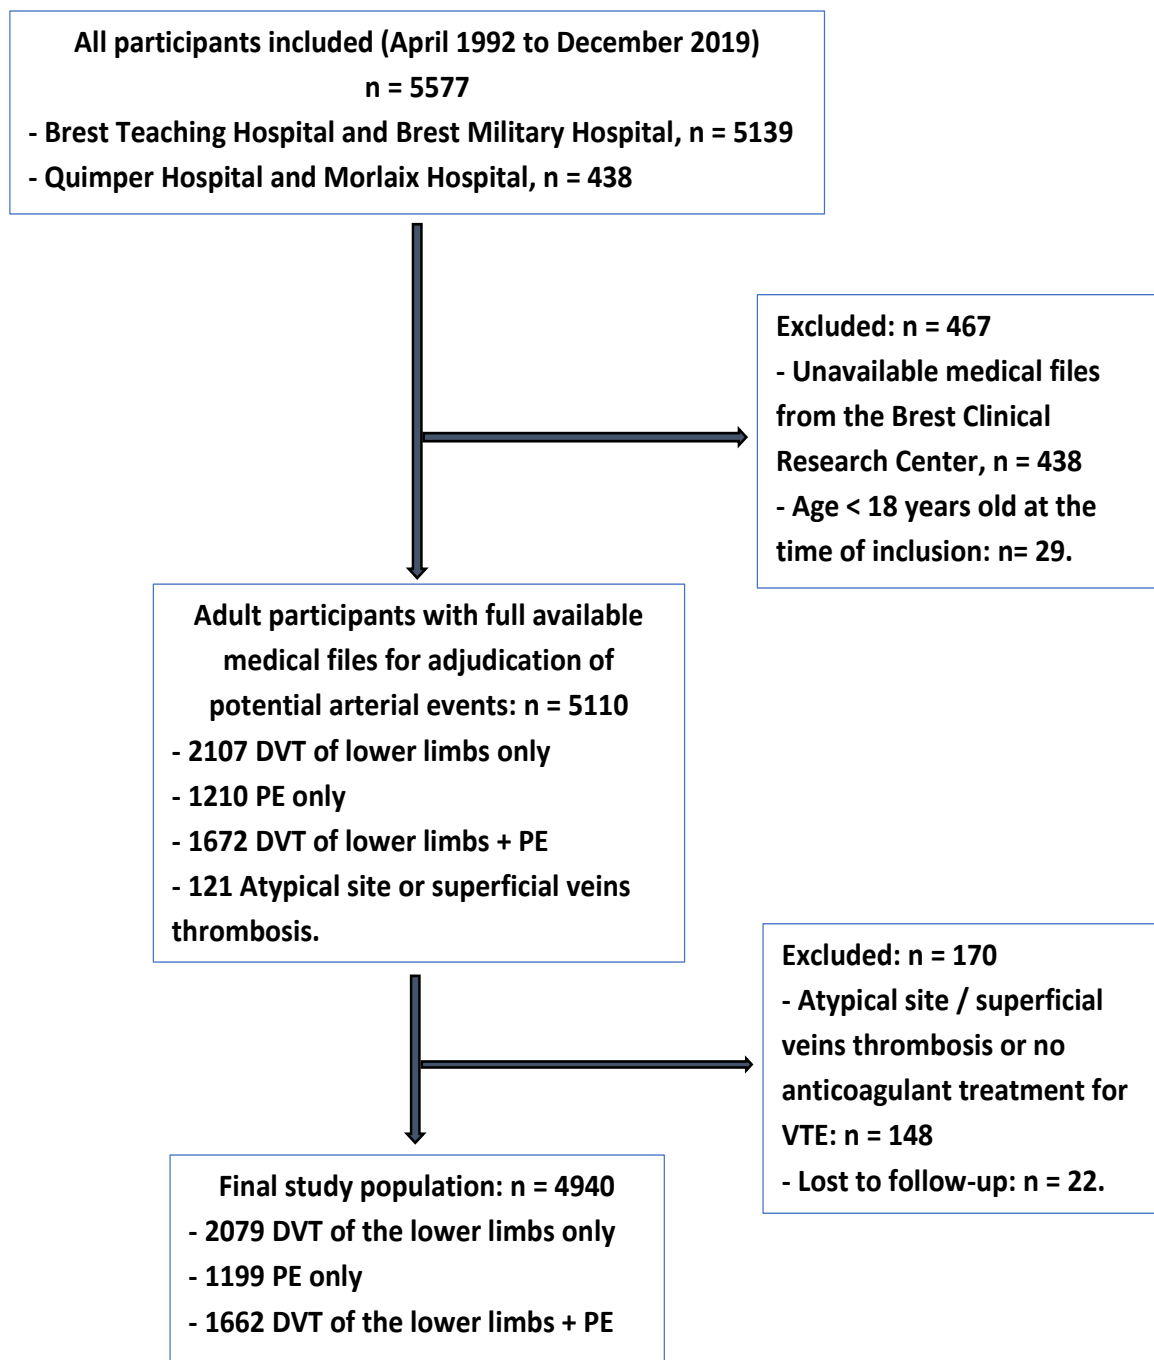 All participants included (April 1992 to December 2019)
n = 5577
- Brest Teaching Hospital and Brest Military Hospital, n = 5139
- Quimper Hospital and Morlaix Hospital, n = 438
Excluded: n = 467
- Unavailable medical files
from the Brest Clinical
Research Center, n = 438
- Age < 18 years old at the
time of inclusion: n= 29.
Adult participants with full available
medical files for adjudication of
potential arterial events: n = 5110
- 2107 DVT of lower limbs only
- 1210 PE only
- 1672 DVT of lower limbs + PE
- 121 Atypical site or superficial veins
thrombosis.
Excluded: n = 170
- Atypical site / superficial
veins thrombosis or no
anticoagulant treatment for
VTE: n = 148
- Lost to follow-up: n = 22.
Final study population: n = 4940
- 2079 DVT of the lower limbs only
- 1199 PE only
- 1662 DVT of the lower limbs + PE